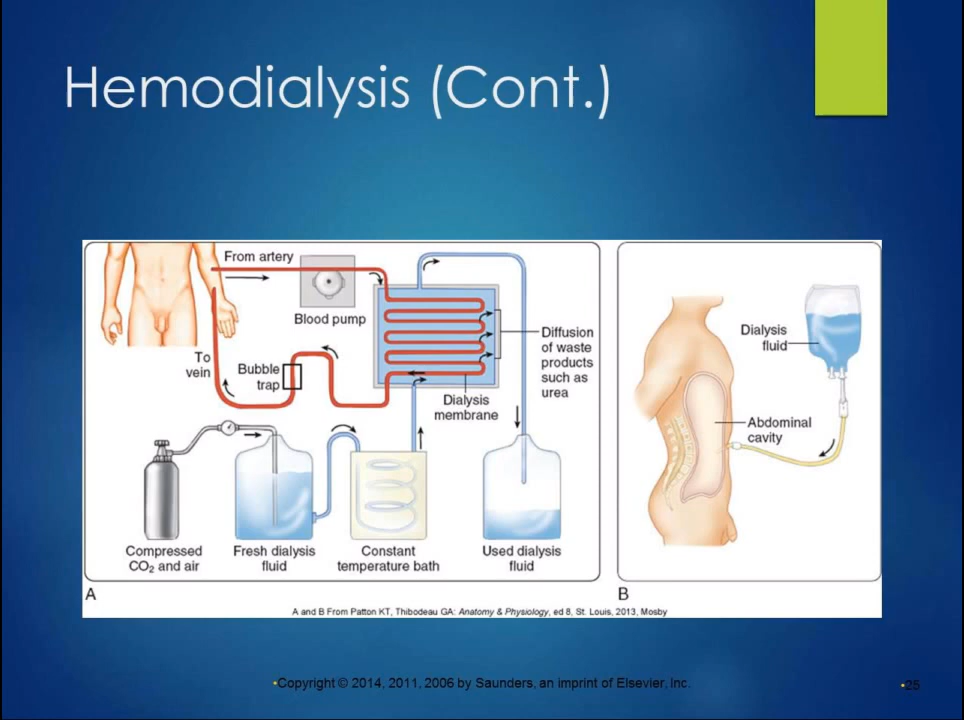 Hemodialysis (Cont.)
From artery
Blood pump
To
vein
Bubble
trap
Diffusion
of waste
products
such as
urea
Dialysis
membrane
Compressed
CO₂ and air
Fresh dialysis
fluid
Constant
temperature bath
Used dialysis
fluid
A
Dialysis
fluid
Abdominal
cavity
B
A and B From Patton KT, Thibodeau GA: Anatomy & Physiology, ed 8, St. Louis, 2013, Mosby
•Copyright © 2014, 2011, 2006 by Saunders, an imprint of Elsevier, Inc.
•25